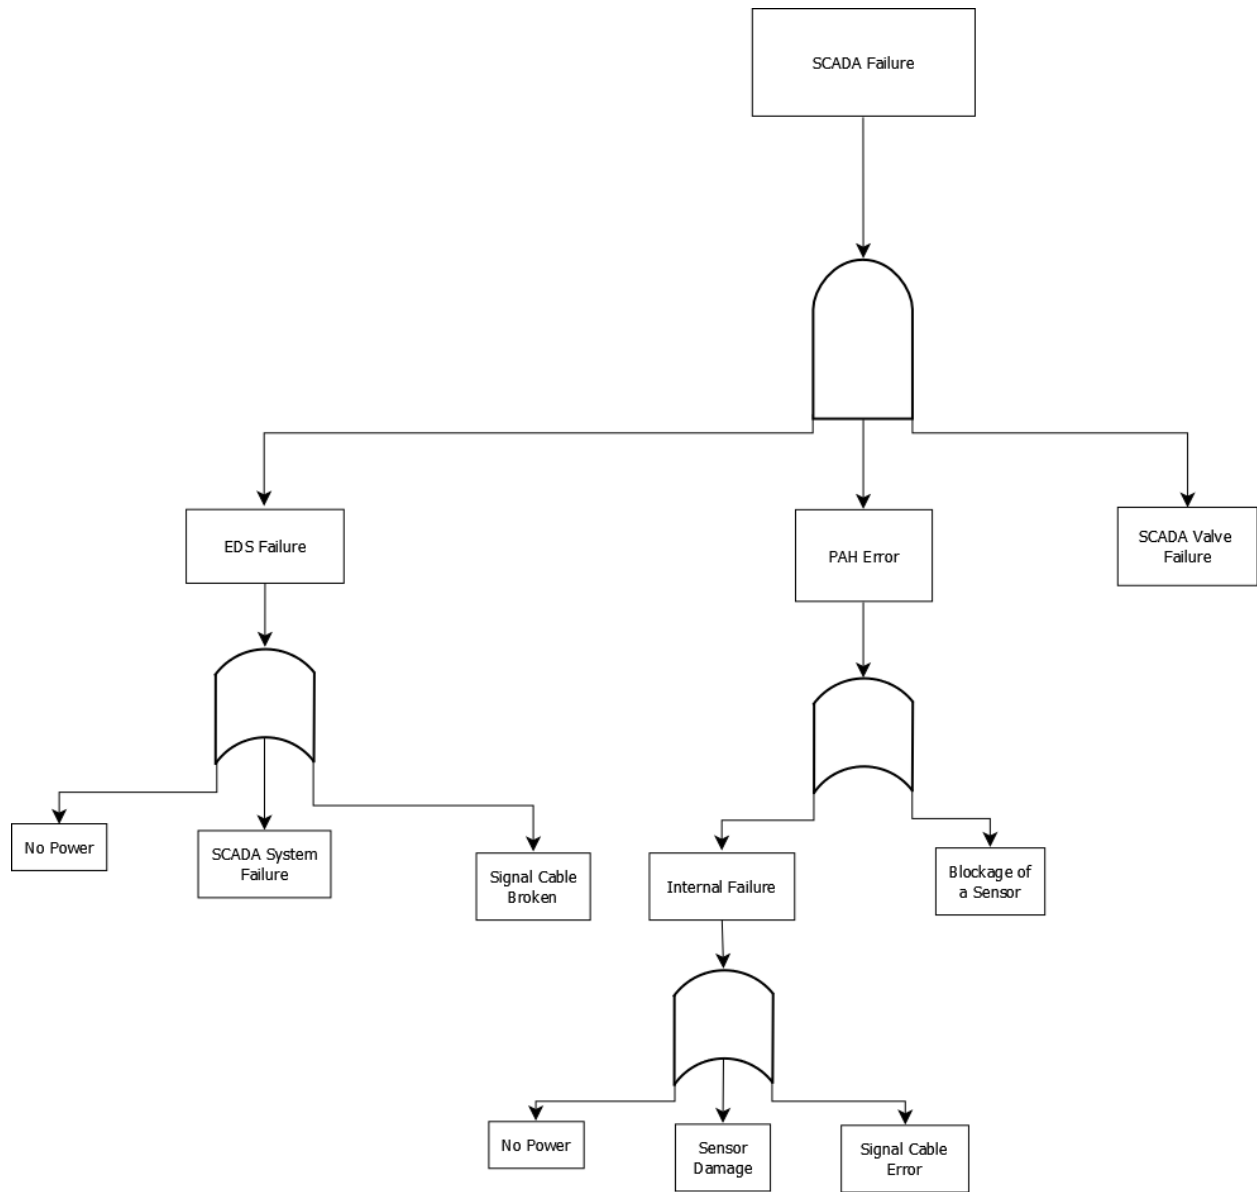 SCADA Failure
EDS Failure
PAH Error
SCADA Valve
Failure
No Power
SCADA System
Failure
Signal Cable
Broken
Internal Failure
Blockage of
a Sensor
No Power
Sensor
Damage
Signal Cable
Error